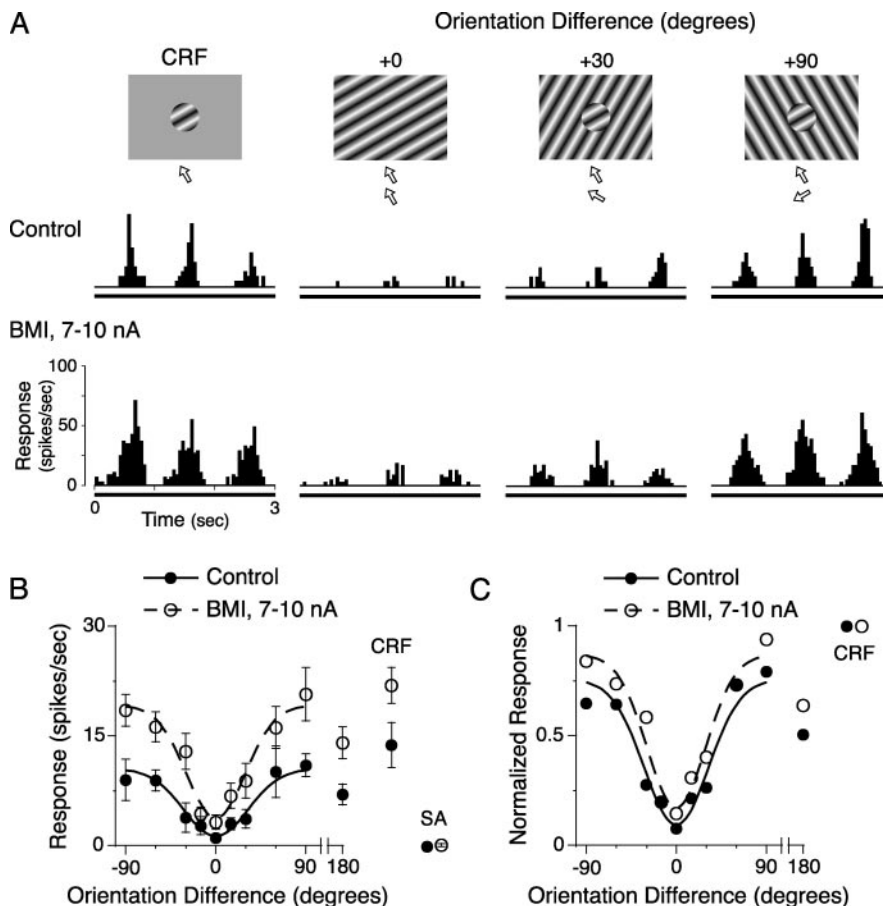 A
Orientation Difference (degrees)
CRF
+0
+30
+90
Control
BMI, 7-10 nA
100
50
0
Response
(spikes/sec)
0
3
Time (sec)
B
Control
BMI, 7-10 nA
30
15
0
Response (spikes/sec)
CRF
SA
-90
0
90
180
Orientation Difference (degrees)
C
Control
BMI, 7-10 nA
1
0.5
0
Normalized Response
CRF
-90
0
90
180
Orientation Difference (degrees)